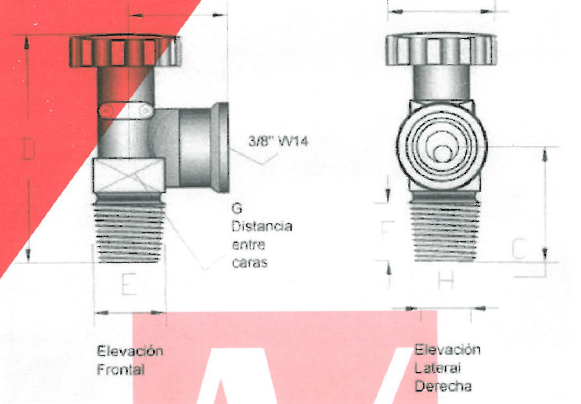 D
3/8" W14
G
Distancia
entre
caras
E
F
C
H
Elevación
Frontal
Elevación
Lateral
Derecha